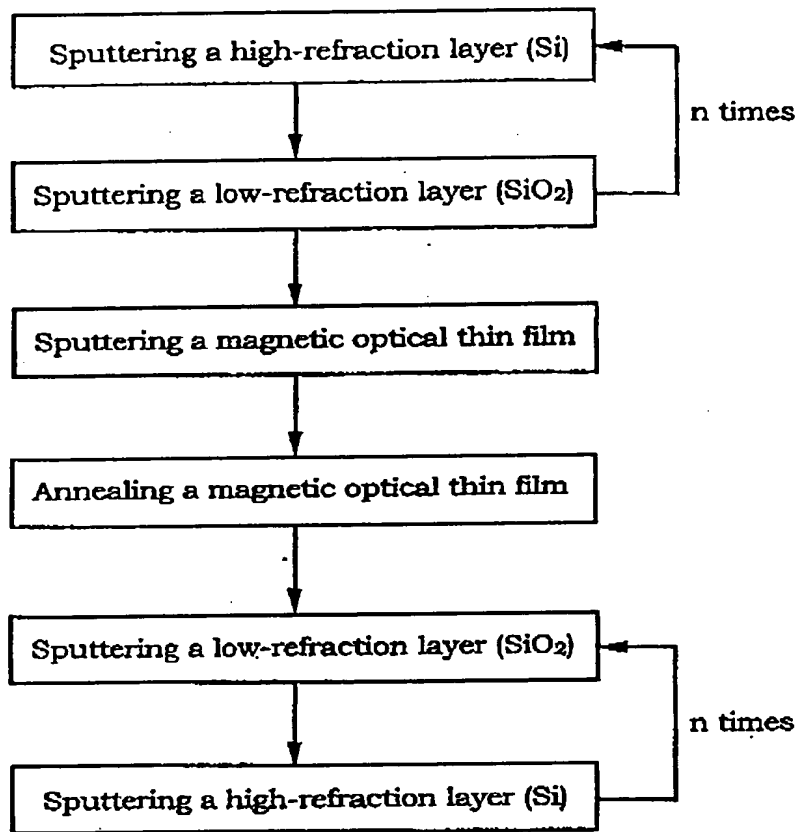 Sputtering a high-refraction layer (Si)
n times
Sputtering a low-refraction layer (SiO₂)
Sputtering a magnetic optical thin film
Annealing a magnetic optical thin film
Sputtering a low-refraction layer (SiO₂)
n times
Sputtering a high-refraction layer (Si)